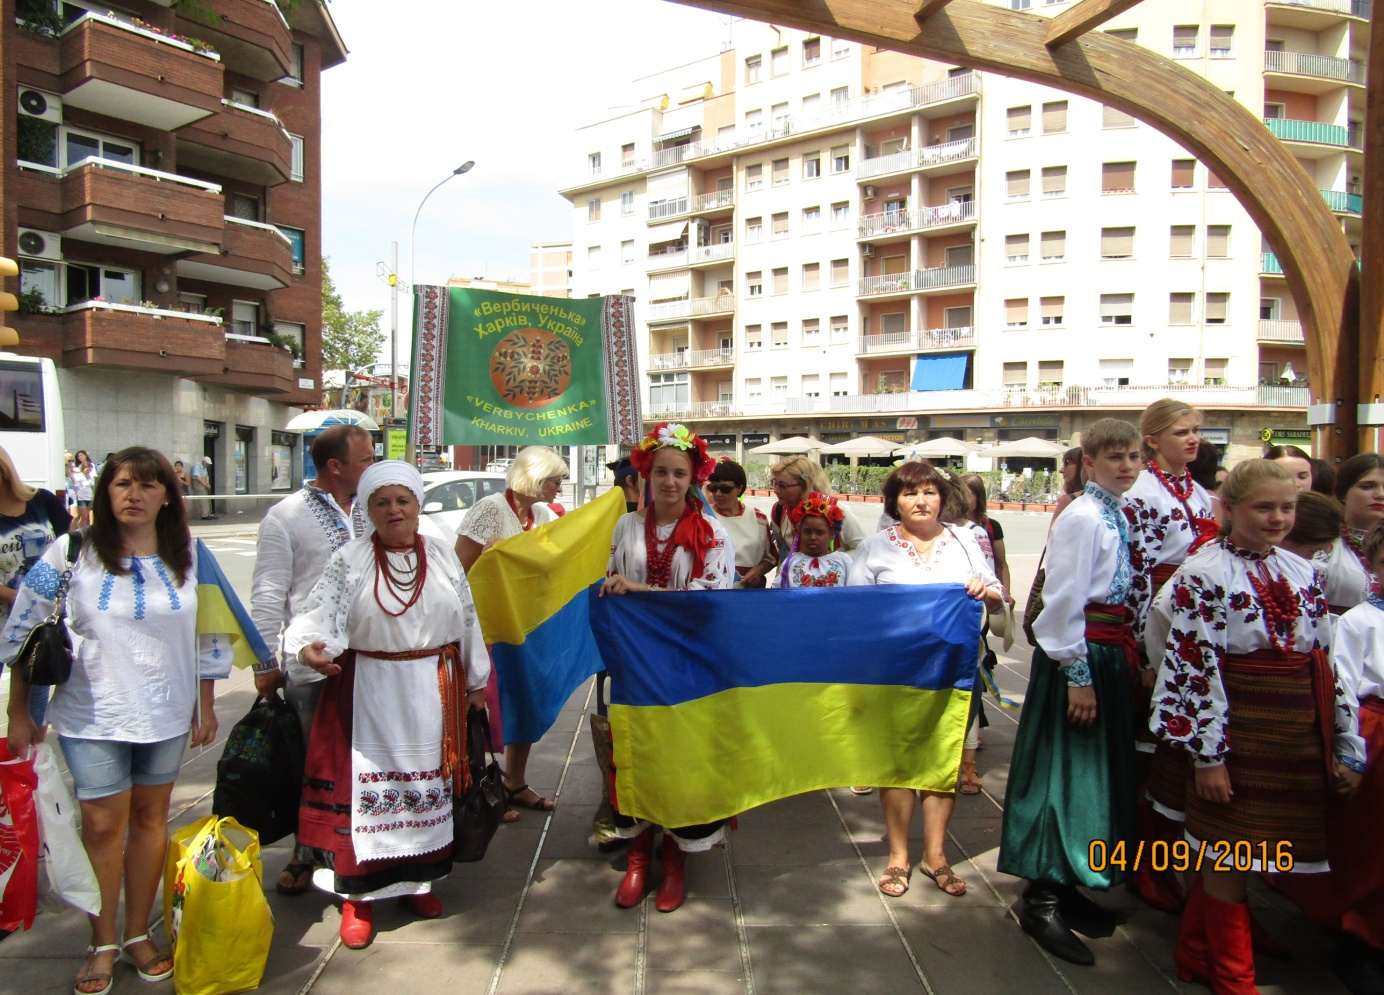 «Вербиченька»
Харків, Україна
«VERBYCHENKA»
KHARKIV, UKRAINE
04/09/2016